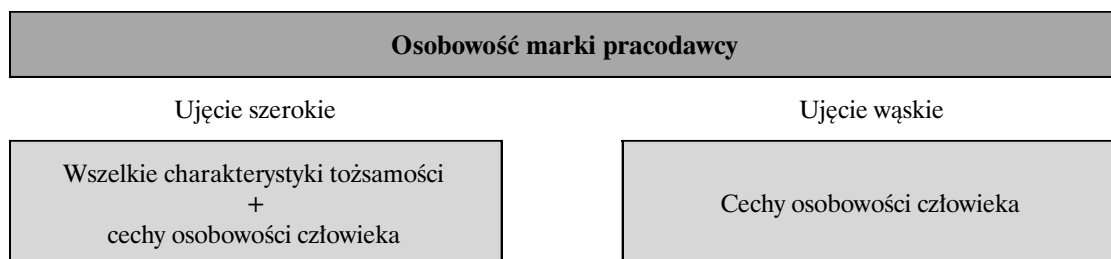 Osobowość marki pracodawcy
Ujęcie szerokie
Ujęcie wąskie
Wszelkie charakterystyki tożsamości
+
cechy osobowości człowieka
Cechy osobowości człowieka